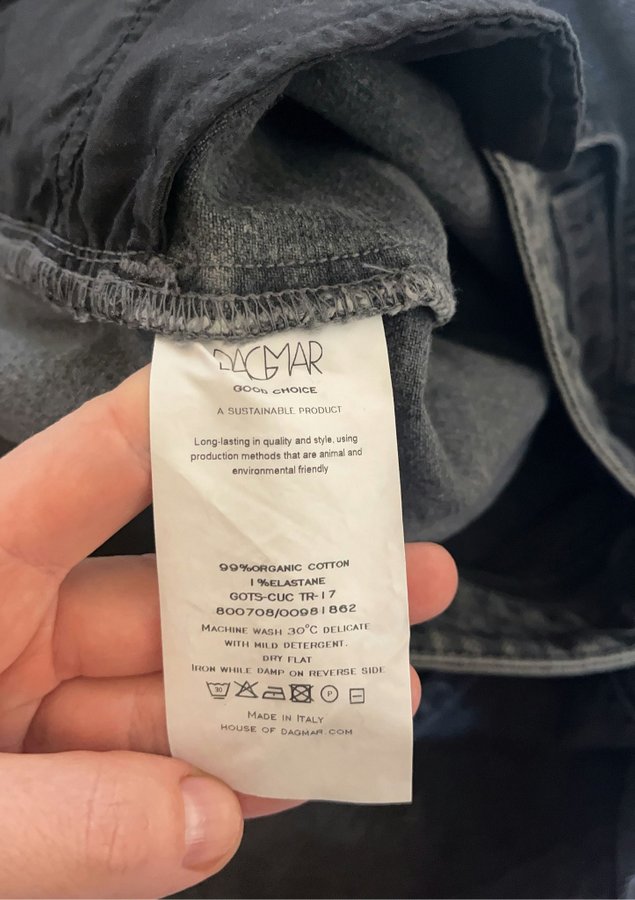 DAGMAR
GOOD CHOICE
A SUSTAINABLE PRODUCT
Long-lasting in quality and style, using
production methods that are animal and
environmental friendly
99%ORGANIC COTTON
1%ELASTANE
GOTS-CUC TR-17
800708/00981862
MACHINE WASH 30°C DELICATE
WITH MILD DETERGENT.
DRY FLAT
IRON WHILE DAMP ON REVERSE SIDE
30 P
MADE IN ITALY
HOUSE OF DAGMAR.COM